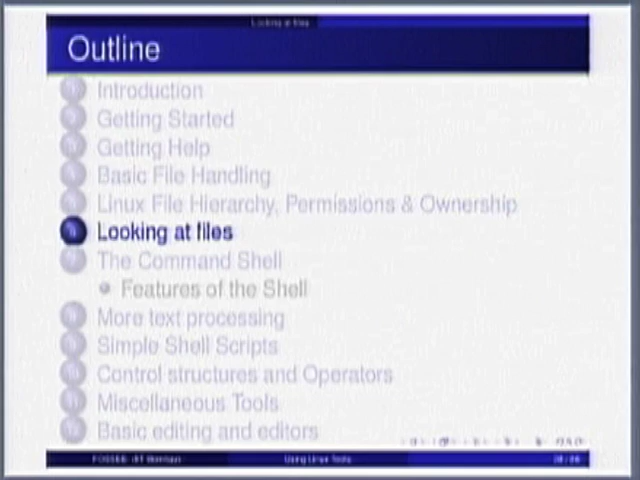 Looking at files
Outline
Introduction
Getting Started
Getting Help
Basic File Handling
Linux File Hierarchy, Permissions & Ownership
Looking at files
The Command Shell
Features of the Shell
More text processing
Simple Shell Scripts
Control structures and Operators
Miscellaneous Tools
Basic editing and editors
Using Linux Tools